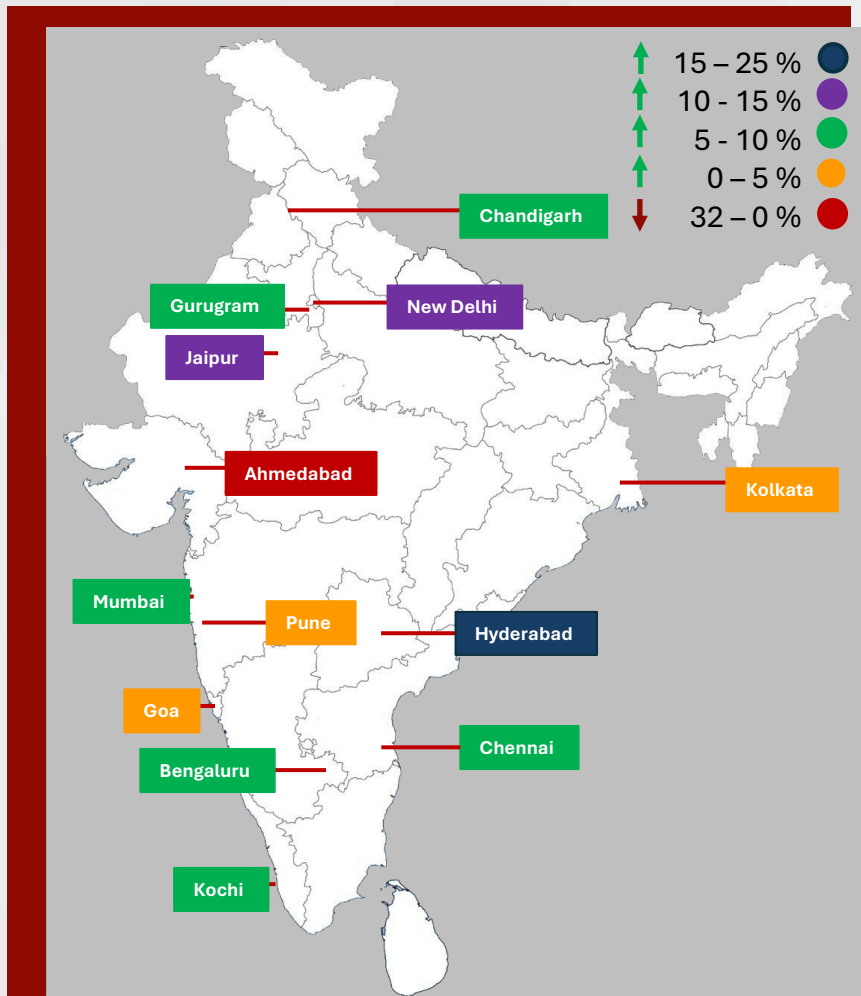 15 – 25 %
10 - 15 %
5 - 10 %
0 – 5 %
32 – 0 %
Chandigarh
Gurugram
New Delhi
Jaipur
Ahmedabad
Kolkata
Mumbai
Pune
Hyderabad
Goa
Chennai
Bengaluru
Kochi